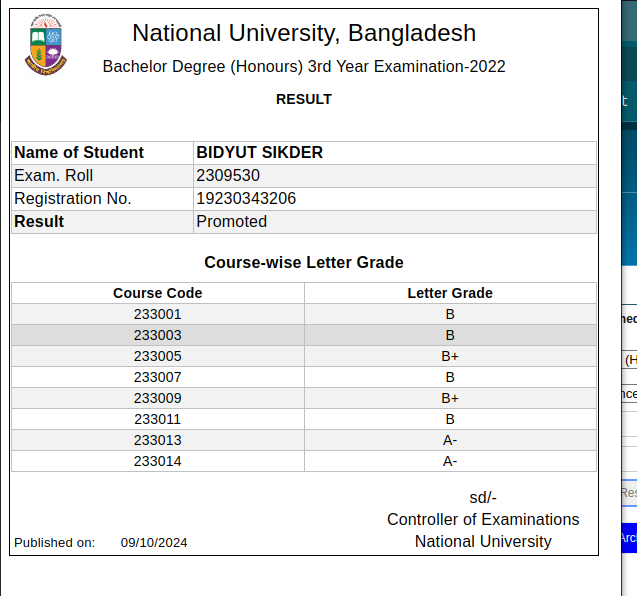 National University, Bangladesh
Bachelor Degree (Honours) 3rd Year Examination-2022
RESULT
Name of Student BIDYUT SIKDER
Exam. Roll 2309530
Registration No. 19230343206
Result Promoted
Course-wise Letter Grade
Course Code Letter Grade
233001 B
233003 B
233005 B+
233007 B
233009 B+
233011 B
233013 A-
233014 A-
sd/-
Controller of Examinations
Published on: 09/10/2024 National University